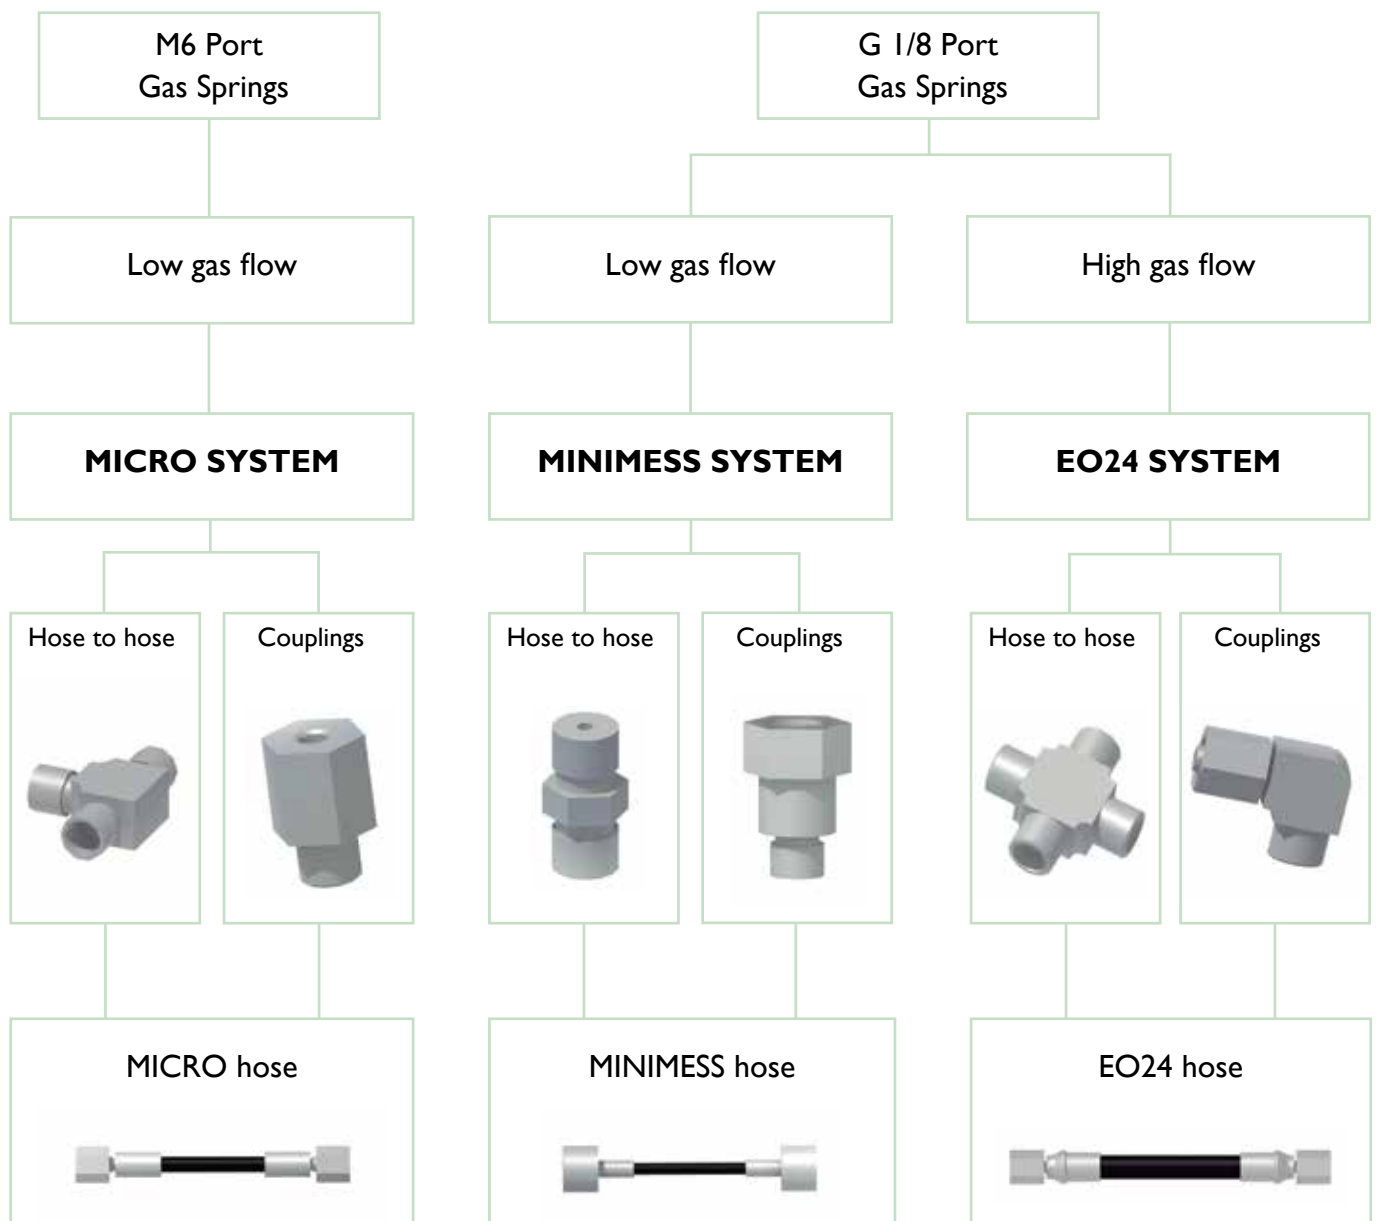 M6 Port
Gas Springs
G 1/8 Port
Gas Springs
Low gas flow
Low gas flow
High gas flow
MICRO SYSTEM
MINIMESS SYSTEM
EO24 SYSTEM
Hose to hose
Couplings
Hose to hose
Couplings
Hose to hose
Couplings
MICRO hose
MINIMESS hose
EO24 hose